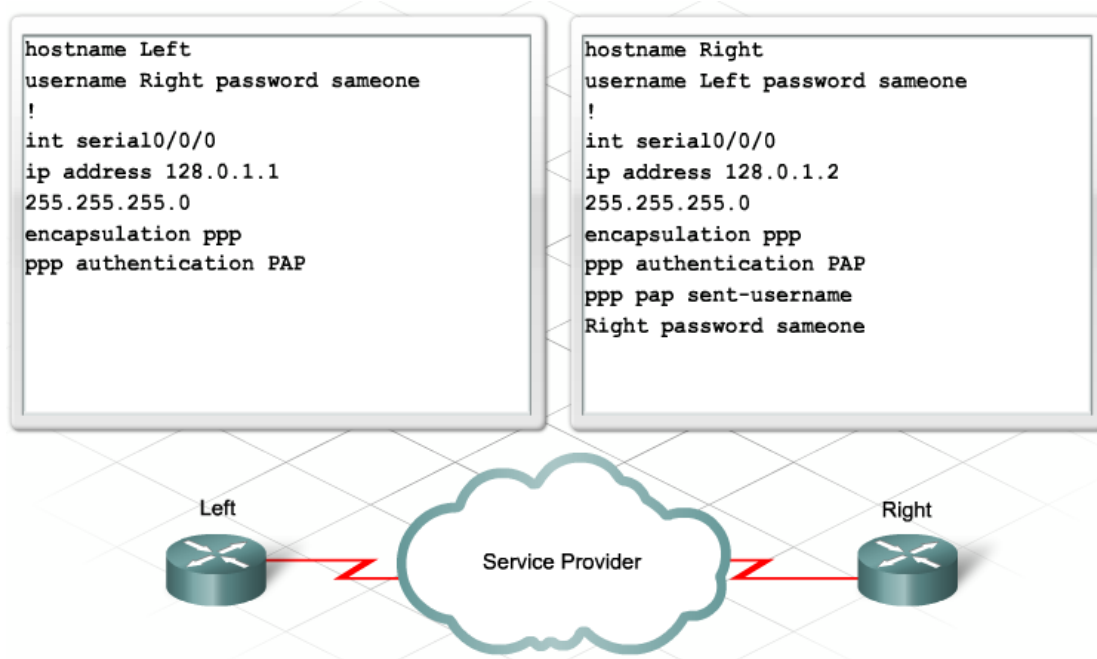 hostname Left
username Right password sameone
!
int serial0/0/0
ip address 128.0.1.1
255.255.255.0
encapsulation ppp
ppp authentication PAP
hostname Right
username Left password sameone
!
int serial0/0/0
ip address 128.0.1.2
255.255.255.0
encapsulation ppp
ppp authentication PAP
ppp pap sent-username
Right password sameone
Left
Service Provider
Right